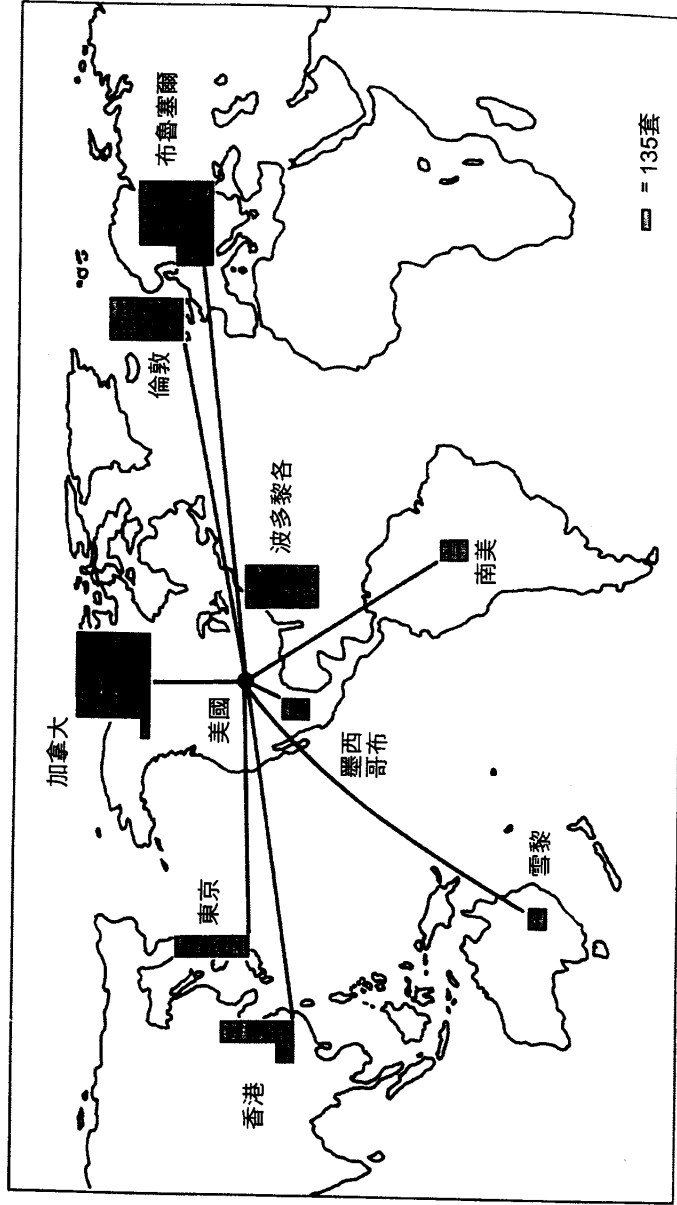 加拿大
東京
香港
美國
倫敦
布魯塞爾
波多黎各
墨西
哥布
南美
雪黎
= 135套